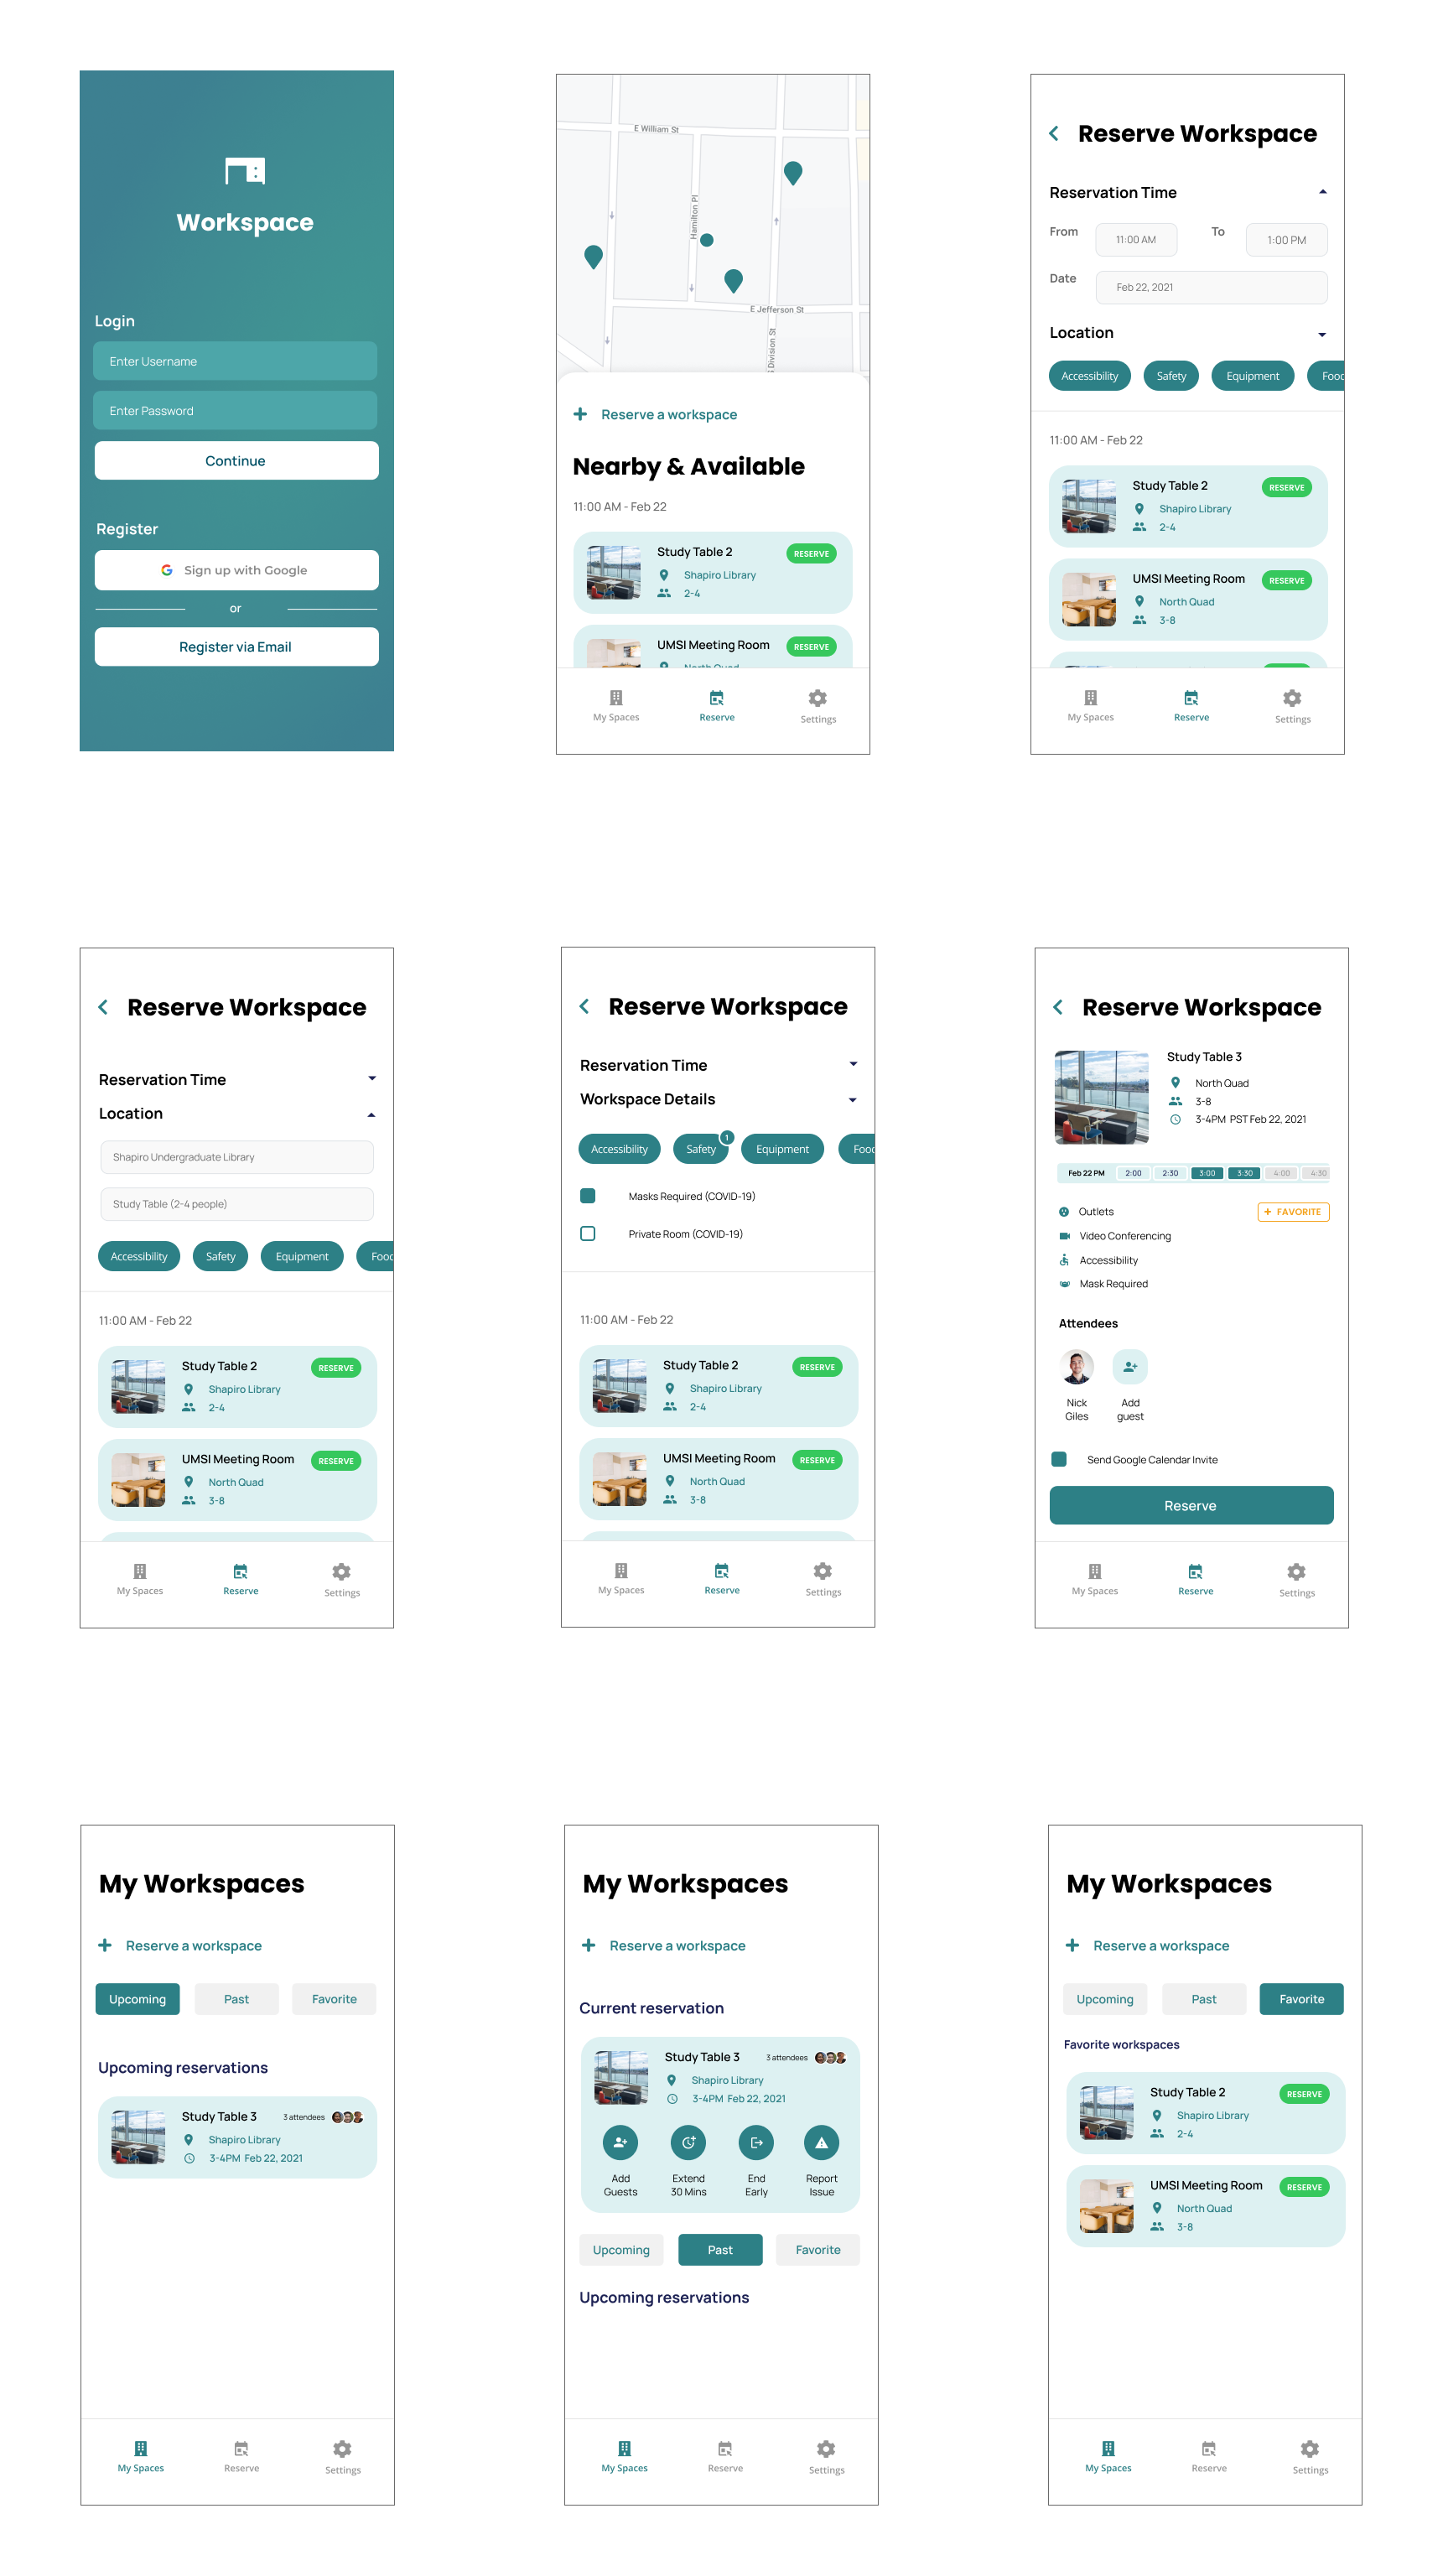 Workspace
Login
Enter Username
Enter Password
Continue
Register
Sign up with Google
or
Register via Email
E William St
Hamilton Pl
E Jefferson St
S Division St
Reserve a workspace
Nearby & Available
11:00 AM - Feb 22
Study Table 2
RESERVE
Shapiro Library
2-4
UMSI Meeting Room
RESERVE
North Quad
My Spaces
Reserve
Settings
Reserve Workspace
Reservation Time
From
11:00 AM
To
1:00 PM
Date
Feb 22, 2021
Location
Accessibility
Safety
Equipment
Food
11:00 AM - Feb 22
Study Table 2
RESERVE
Shapiro Library
2-4
UMSI Meeting Room
RESERVE
North Quad
3-8
My Spaces
Reserve
Settings
Reserve Workspace
Reservation Time
Location
Shapiro Undergraduate Library
Study Table (2-4 people)
Accessibility
Safety
Equipment
Food
11:00 AM - Feb 22
Study Table 2
RESERVE
Shapiro Library
2-4
UMSI Meeting Room
RESERVE
North Quad
3-8
My Spaces
Reserve
Settings
Reserve Workspace
Reservation Time
Workspace Details
Accessibility
Safety
1
Equipment
Food
Masks Required (COVID-19)
Private Room (COVID-19)
11:00 AM - Feb 22
Study Table 2
RESERVE
Shapiro Library
2-4
UMSI Meeting Room
RESERVE
North Quad
3-8
My Spaces
Reserve
Settings
Reserve Workspace
Study Table 3
North Quad
3-8
3-4PM PST Feb 22, 2021
Feb 22 PM
2:00
2:30
3:00
3:30
4:00
4:30
Outlets
+ FAVORITE
Video Conferencing
Accessibility
Mask Required
Attendees
Nick
Giles
Add
guest
Send Google Calendar Invite
Reserve
My Spaces
Reserve
Settings
My Workspaces
Reserve a workspace
Upcoming
Past
Favorite
Upcoming reservations
Study Table 3
3 attendees
Shapiro Library
3-4PM Feb 22, 2021
My Spaces
Reserve
Settings
My Workspaces
Reserve a workspace
Current reservation
Study Table 3
3 attendees
Shapiro Library
3-4PM Feb 22, 2021
Add
Guests
Extend
30 Mins
End
Early
Report
Issue
Upcoming
Past
Favorite
Upcoming reservations
My Spaces
Reserve
Settings
My Workspaces
Reserve a workspace
Upcoming
Past
Favorite
Favorite workspaces
Study Table 2
RESERVE
Shapiro Library
2-4
UMSI Meeting Room
RESERVE
North Quad
3-8
My Spaces
Reserve
Settings